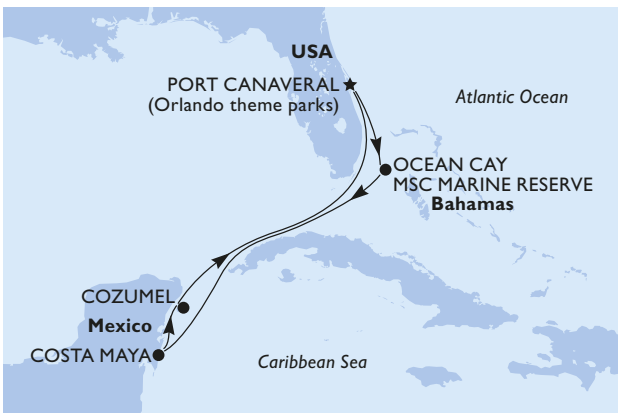 USA
PORT CANAVERAL
(Orlando theme parks)
Atlantic Ocean
OCEAN CAY
MSC MARINE RESERVE
Bahamas
COZUMEL
Mexico
COSTA MAYA
Caribbean Sea